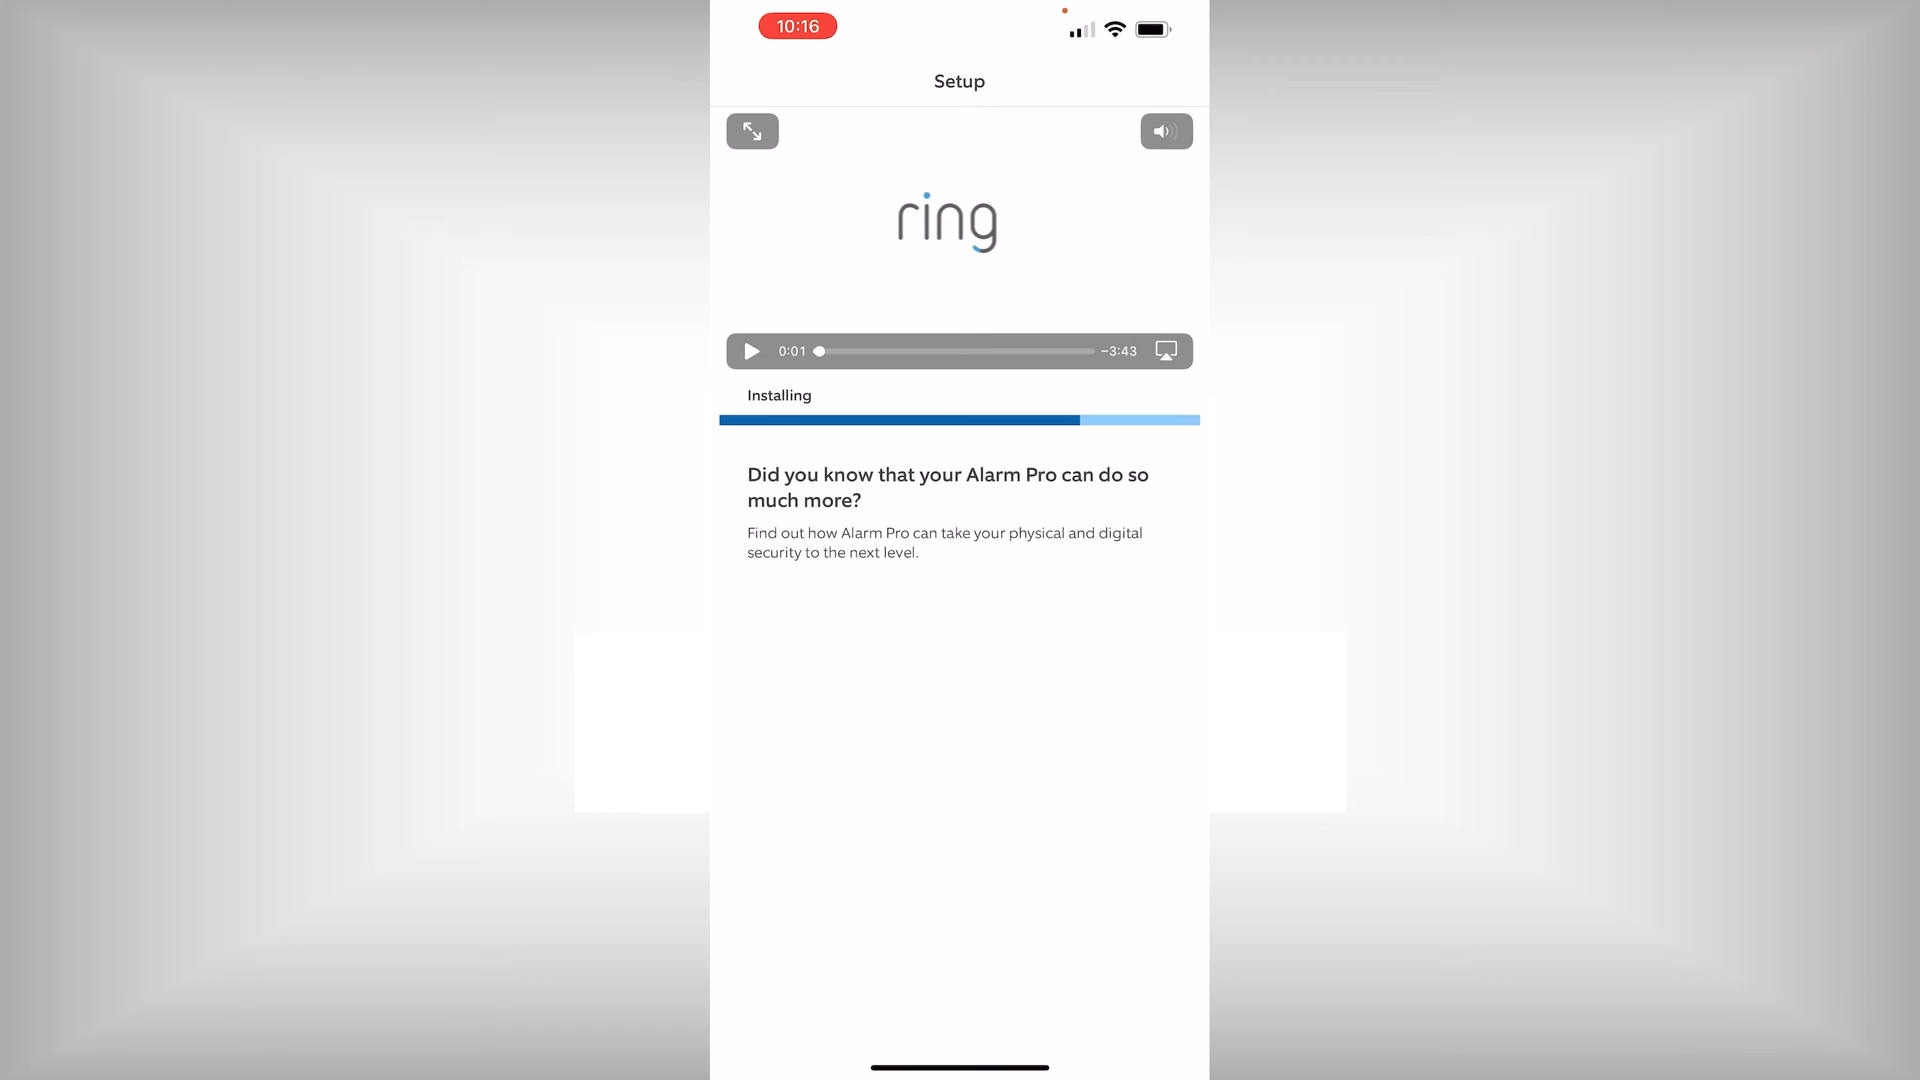 10:16
Setup
ring
0:01
−3:43
Installing
Did you know that your Alarm Pro can do so
much more?
Find out how Alarm Pro can take your physical and digital
security to the next level.